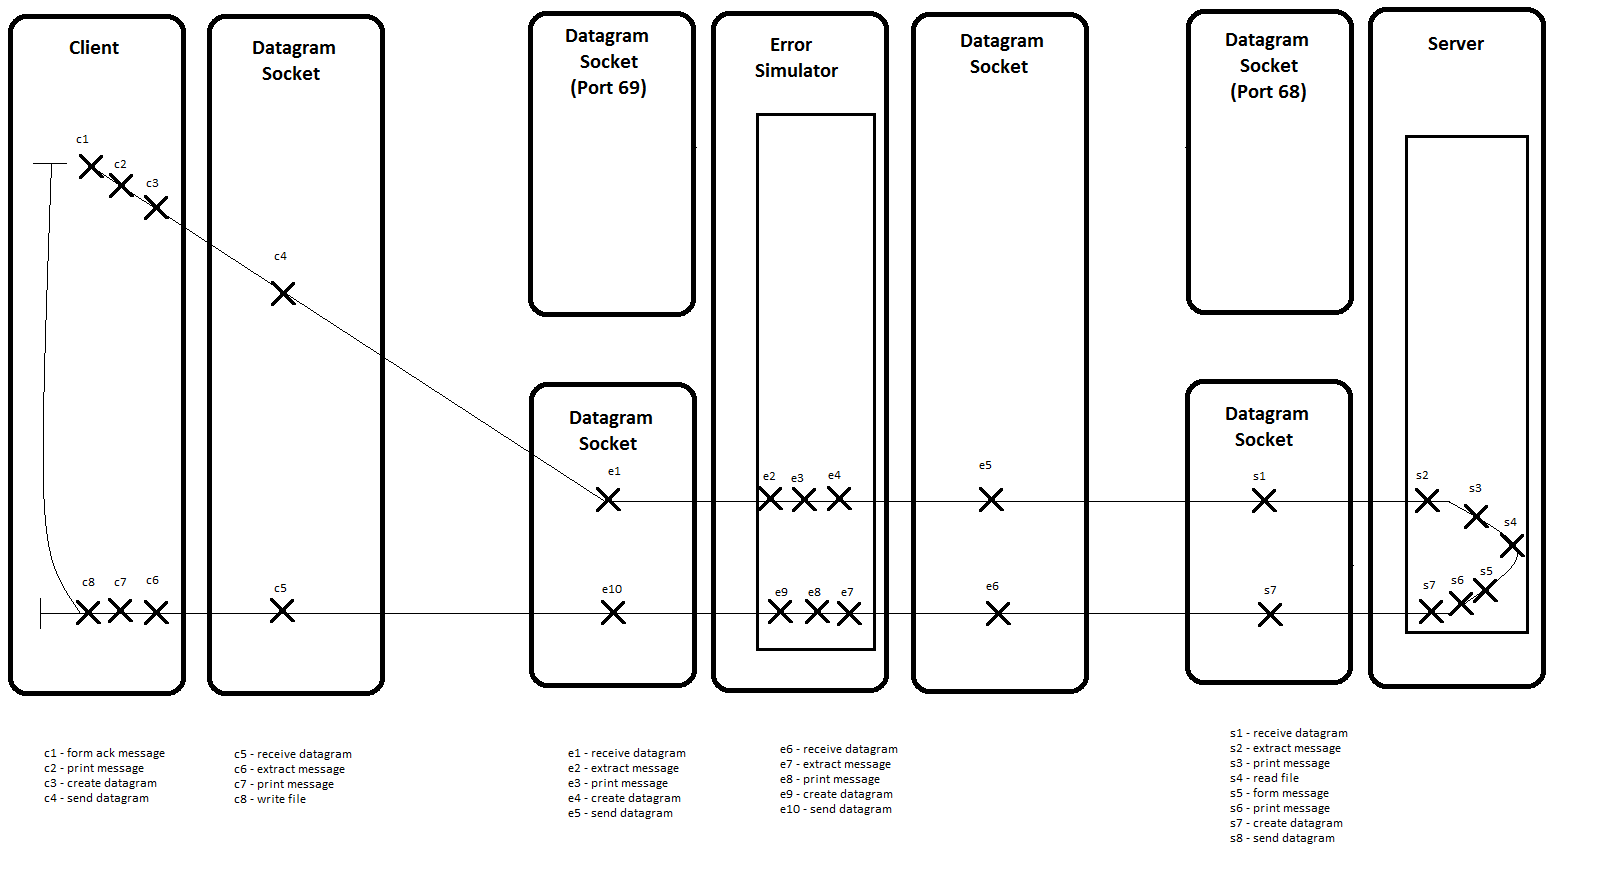 Client
Datagram
Socket
Datagram
Socket
(Port 69)
Error
Simulator
Datagram
Socket
Datagram
Socket
(Port 68)
Server
c1
c2
c3
c4
Datagram
Socket
e1
e2
e3
e4
e5
Datagram
Socket
s1
s2
s3
s4
c8
c7
c6
c5
e10
e9
e8
e7
e6
s7
s7
s6
s5
c1 - form ack message
c2 - print message
c3 - create datagram
c4 - send datagram
c5 - receive datagram
c6 - extract message
c7 - print message
c8 - write file
e1 - receive datagram
e2 - extract message
e3 - print message
e4 - create datagram
e5 - send datagram
e6 - receive datagram
e7 - extract message
e8 - print message
e9 - create datagram
e10 - send datagram
s1 - receive datagram
s2 - extract message
s3 - print message
s4 - read file
s5 - form message
s6 - print message
s7 - create datagram
s8 - send datagram